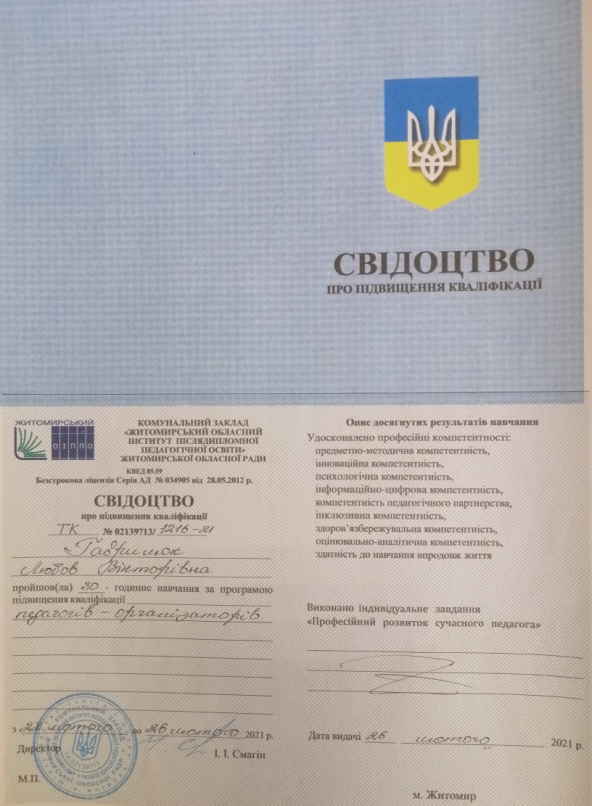 СВІДОЦТВО
ПРО ПІДВИЩЕННЯ КВАЛІФІКАЦІЇ
ЖИТОМИРСЬКИЙ
ОІППО
КОМУНАЛЬНИЙ ЗАКЛАД
«ЖИТОМИРСЬКИЙ ОБЛАСНИЙ
ІНСТИТУТ ПІСЛЯДИПЛОМНОЇ
ПЕДАГОГІЧНОЇ ОСВІТИ»
ЖИТОМИРСЬКОЇ ОБЛАСНОЇ РАДИ
КВЕД 85.59
Безстрокова ліцензія Серія АД № 034905 від 28.05.2012 р.
СВІДОЦТВО
про підвищення кваліфікації
ТК № 02139713/ 1216-21
Гаврилюк
Любов Вікторівна
пройшов(ла) 30 - годинне навчання за програмою
підвищення кваліфікації
педагогів-організаторів
з лютого по 26 лютого 2021 р.
Директор І. І. Смагін
М.П.
Опис досягнутих результатів навчання
Удосконалено професійні компетентності:
предметно-методична компетентність,
інноваційна компетентність,
психологічна компетентність,
інформаційно-цифрова компетентність,
компетентність педагогічного партнерства,
інклюзивна компетентність,
здоров'язбережувальна компетентність,
оцінювально-аналітична компетентність,
здатність до навчання впродовж життя
Виконано індивідуальне завдання
«Професійний розвиток сучасного педагога»
Дата видачі 26 лютого 2021 р.
м. Житомир